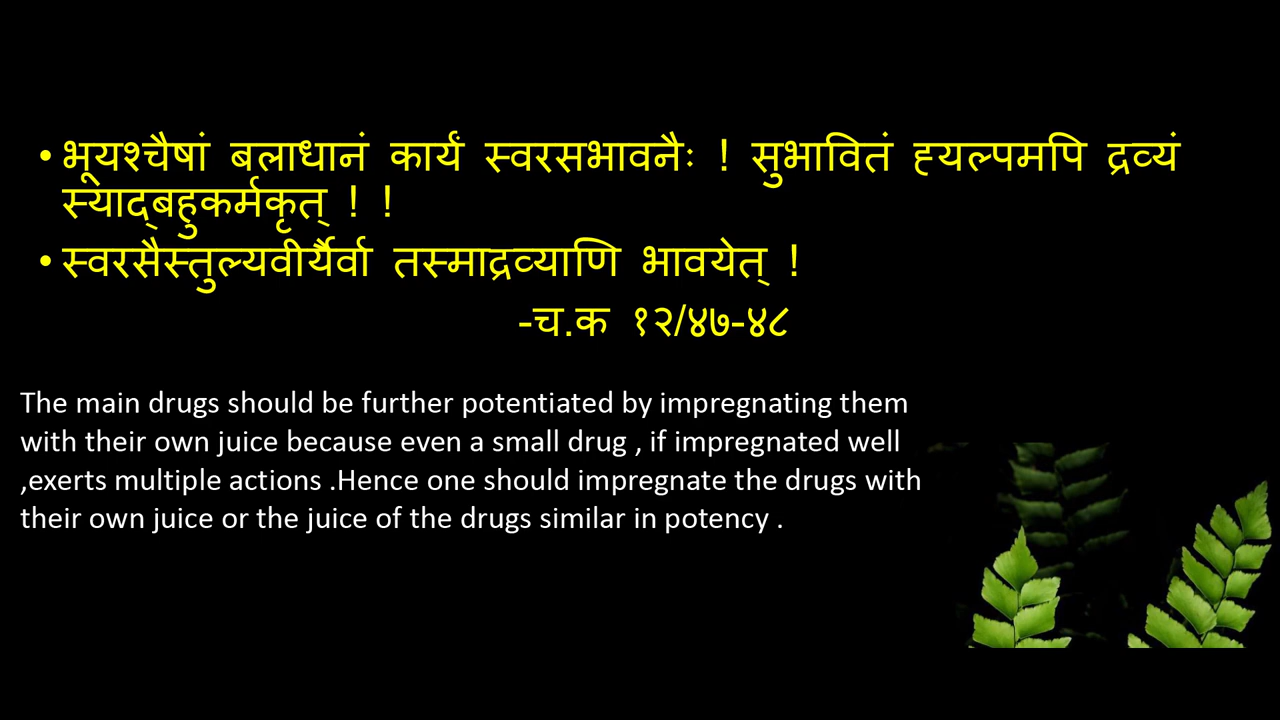 • भूयश्चैषां बलाधानं कार्यं स्वरसभावनैः ! सुभावितं ह्यल्पमपि द्रव्यं
स्याद्बहुकर्मकृत् ! !
• स्वरसैस्तुल्यवीर्यैर्वा तस्माद्रव्याणि भावयेत् !
-च.क १२/४७-४८
The main drugs should be further potentiated by impregnating them
with their own juice because even a small drug , if impregnated well
,exerts multiple actions .Hence one should impregnate the drugs with
their own juice or the juice of the drugs similar in potency .